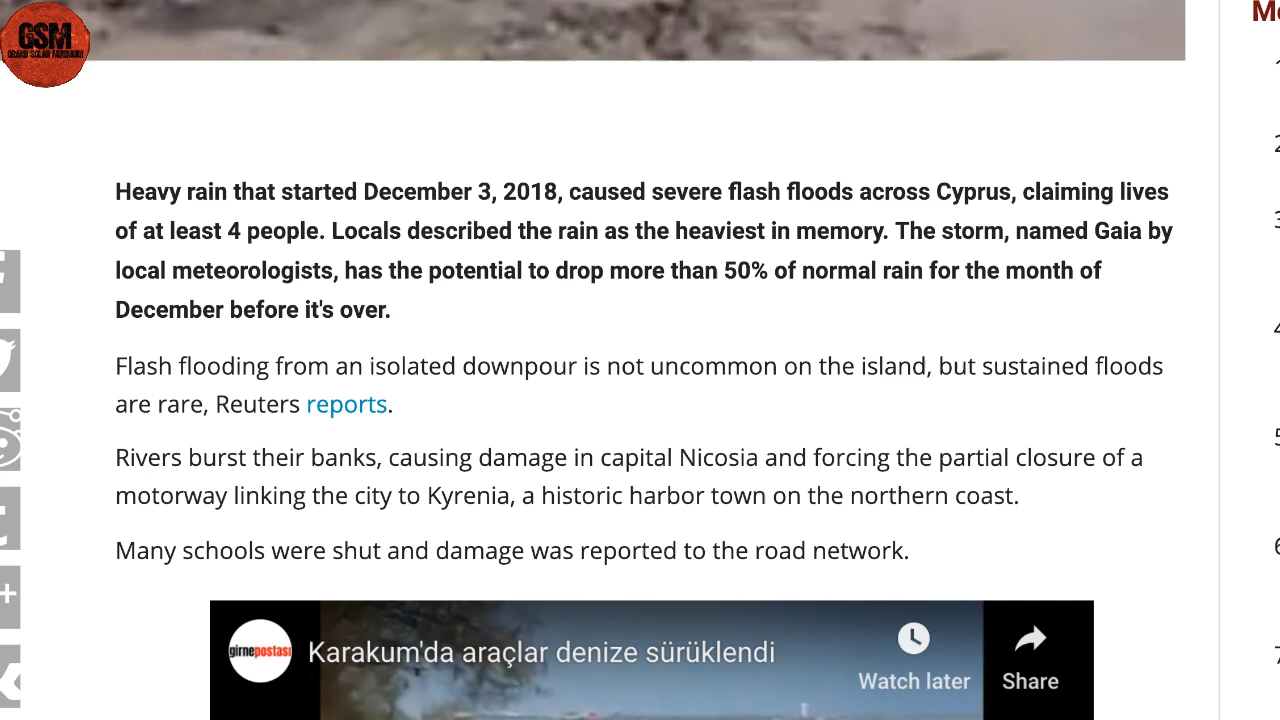 GSM
GRAND SOLAR MINIMUM
Heavy rain that started December 3, 2018, caused severe flash floods across Cyprus, claiming lives
of at least 4 people. Locals described the rain as the heaviest in memory. The storm, named Gaia by
local meteorologists, has the potential to drop more than 50% of normal rain for the month of
December before it's over.
Flash flooding from an isolated downpour is not uncommon on the island, but sustained floods
are rare, Reuters reports.
Rivers burst their banks, causing damage in capital Nicosia and forcing the partial closure of a
motorway linking the city to Kyrenia, a historic harbor town on the northern coast.
Many schools were shut and damage was reported to the road network.
girnepostası
Karakum'da araçlar denize sürüklendi
Watch later
Share
2